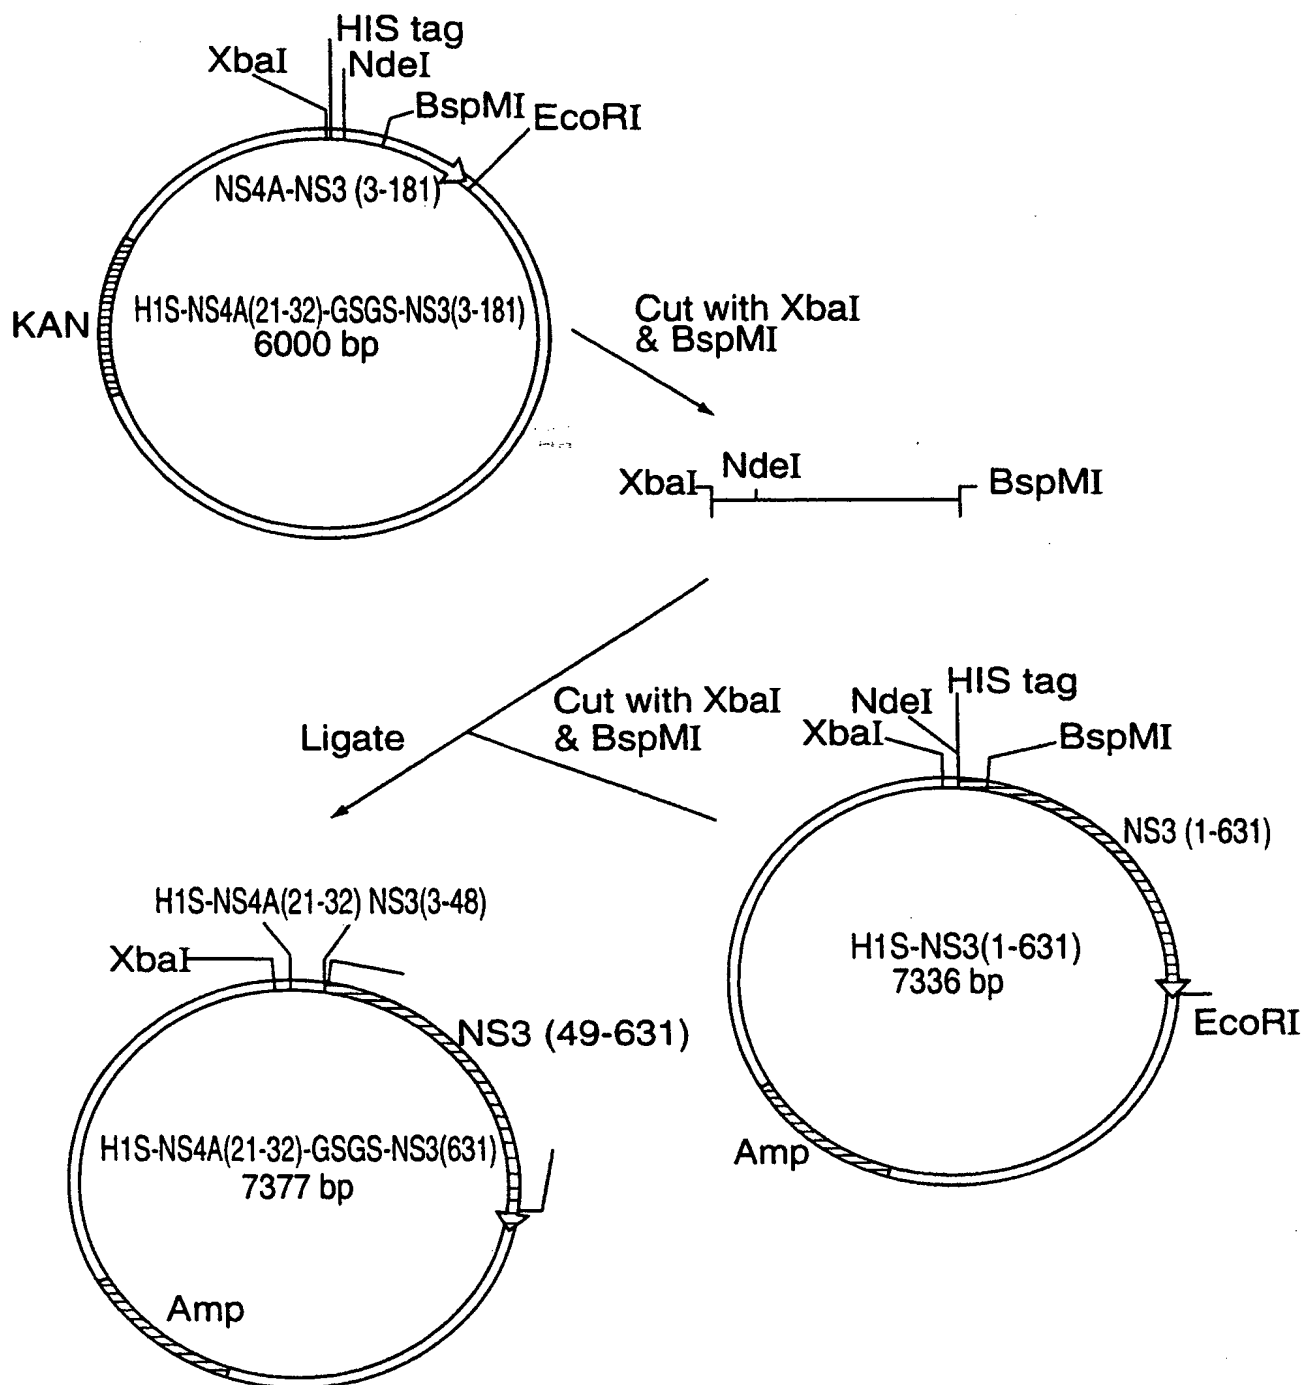 HIS tag
XbaI
NdeI
BspMI
EcoRI
NS4A-NS3 (3-181)
KAN
H1S-NS4A(21-32)-GSGS-NS3(3-181)
6000 bp
Cut with XbaI
& BspMI
XbaI
NdeI
BspMI
Ligate
Cut with XbaI
& BspMI
HIS tag
NdeI
XbaI
BspMI
NS3 (1-631)
H1S-NS3(1-631)
7336 bp
EcoRI
Amp
H1S-NS4A(21-32) NS3(3-48)
XbaI
NS3 (49-631)
H1S-NS4A(21-32)-GSGS-NS3(631)
7377 bp
Amp